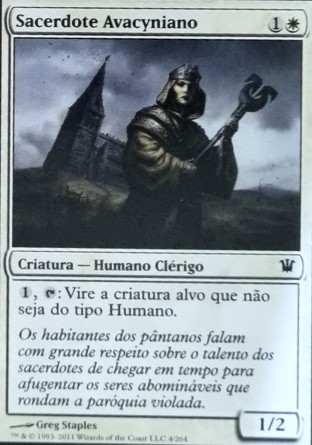 Sacerdote Avacyniano 1
Criatura — Humano Clérigo
1, : Vire a criatura alvo que não
seja do tipo Humano.
Os habitantes dos pântanos falam
com grande respeito sobre o talento dos
sacerdotes de chegar em tempo para
afugentar os seres abomináveis que
rondam a paróquia violada.
Greg Staples
™ & © 1993–2011 Wizards of the Coast LLC 4/264
1/2